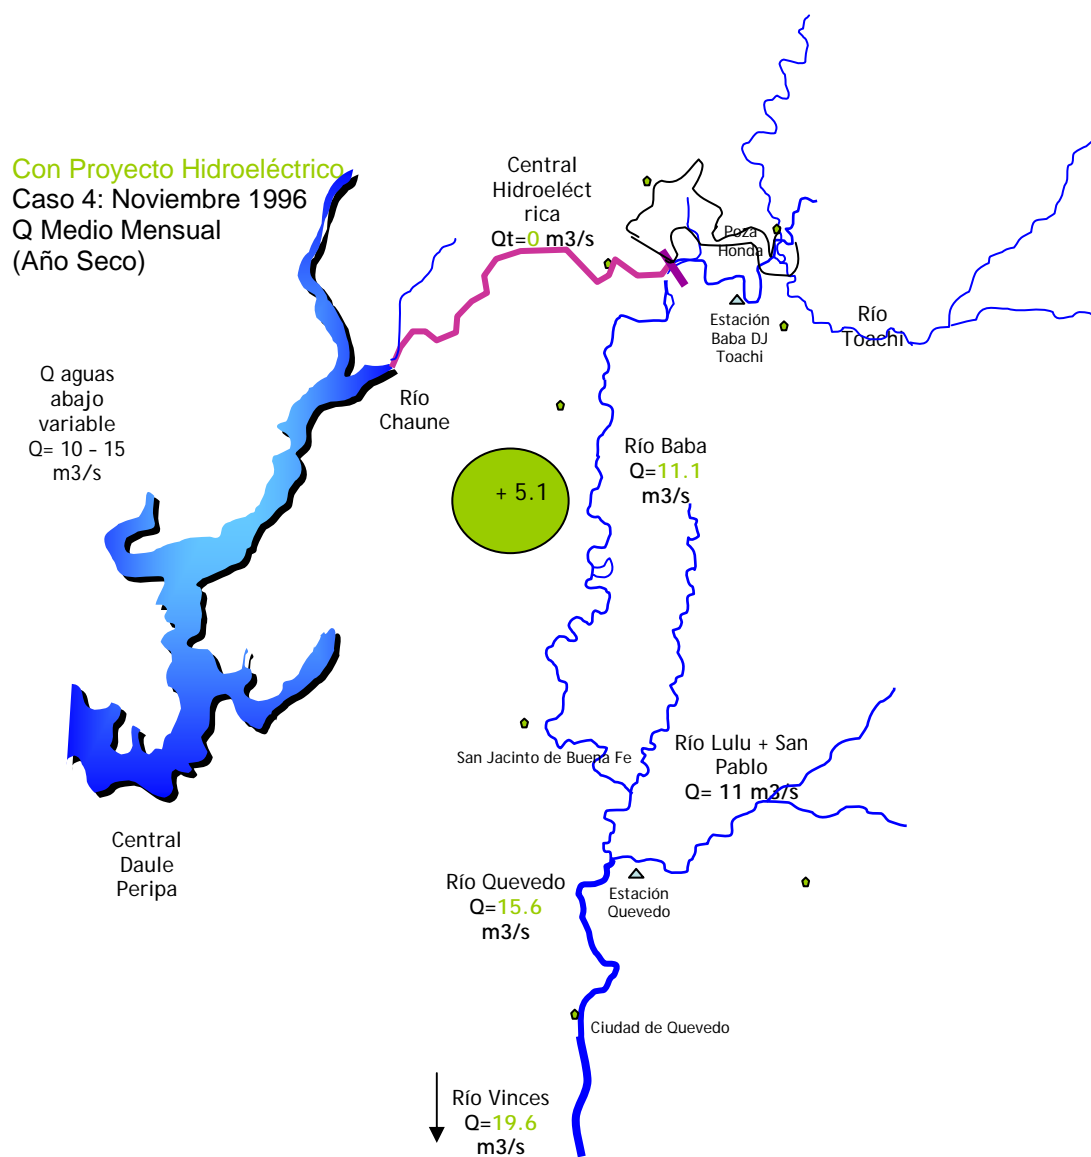 Con Proyecto Hidroeléctrico
Caso 4: Noviembre 1996
Q Medio Mensual
(Año Seco)
Central
Hidroeléct
rica
Qt=0 m3/s
Poza
Honda
Estación
Baba DJ
Toachi
Río
Toachi
Q aguas
abajo
variable
Q= 10 – 15
m3/s
Río
Chaune
Río Baba
Q=11.1
m3/s
+ 5.1
San Jacinto de Buena Fe
Río Lulu + San
Pablo
Q= 11 m3/s
Central
Daule
Peripa
Río Quevedo
Q=15.6
m3/s
Estación
Quevedo
Ciudad de Quevedo
Río Vinces
Q=19.6
m3/s